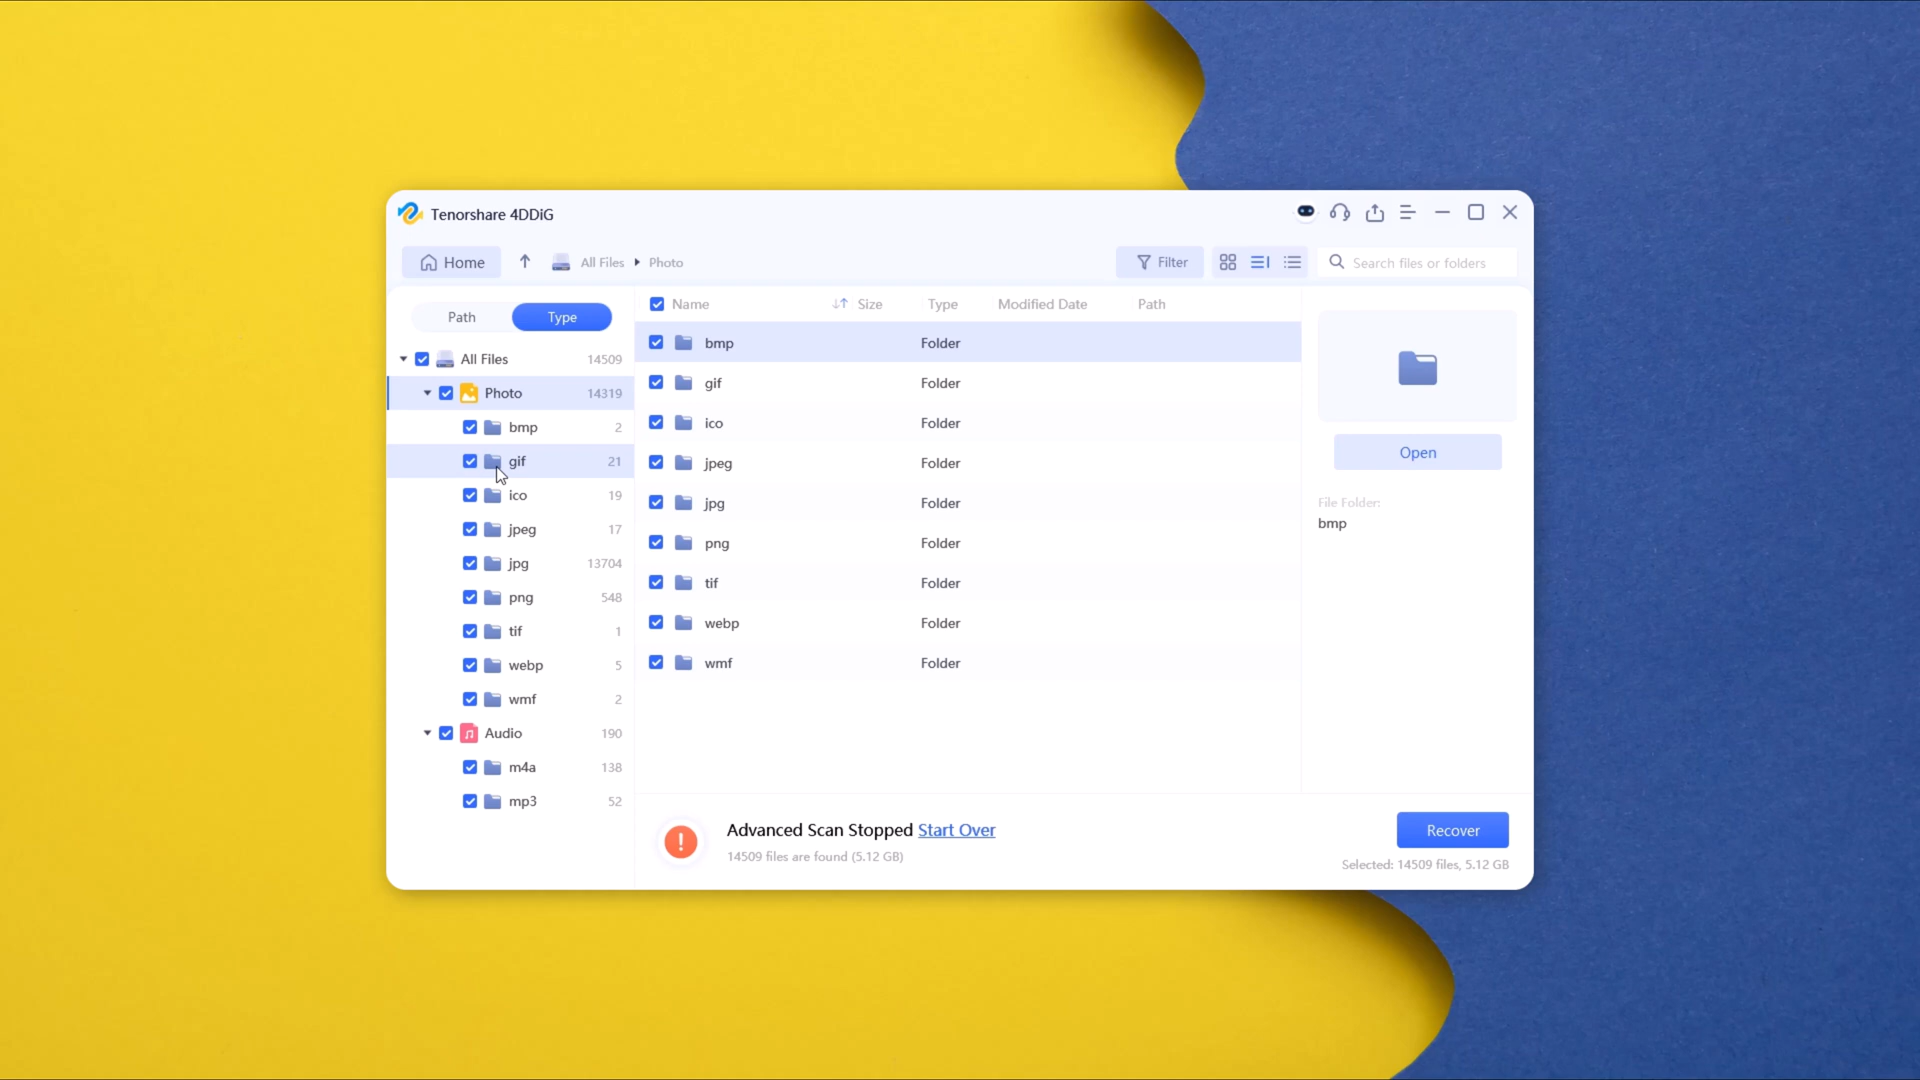 Tenorshare 4DDiG
Home
All Files
Photo
Filter
Search files or folders
Path
Type
All Files 14509
Photo 14319
bmp 2
gif 21
ico 19
jpeg 17
jpg 13704
png 548
tif 1
webp 5
wmf 2
Audio 190
m4a 138
mp3 52
Name Size Type Modified Date Path
bmp Folder
gif Folder
ico Folder
jpeg Folder
jpg Folder
png Folder
tif Folder
webp Folder
wmf Folder
Open
File Folder:
bmp
Advanced Scan Stopped Start Over
14509 files are found (5.12 GB)
Recover
Selected: 14509 files, 5.12 GB